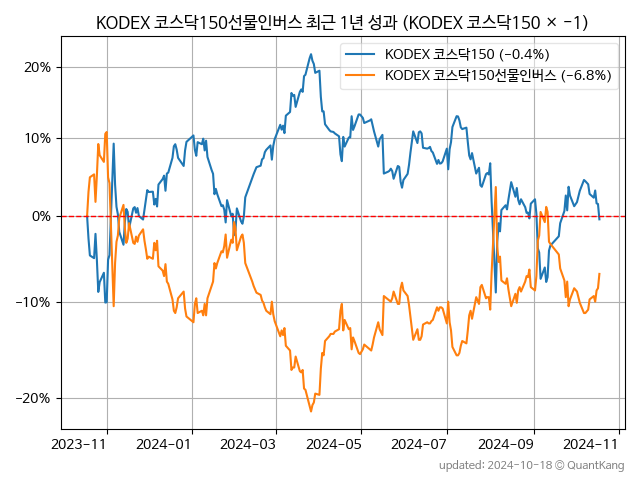 KODEX 코스닥150선물인버스 최근 1년 성과 (KODEX 코스닥150 × −1)
KODEX 코스닥150 (−0.4%)
KODEX 코스닥150선물인버스 (−6.8%)
20%
10%
0%
−10%
−20%
2023-11 2024-01 2024-03 2024-05 2024-07 2024-09 2024-11
updated: 2024-10-18 © QuantKang